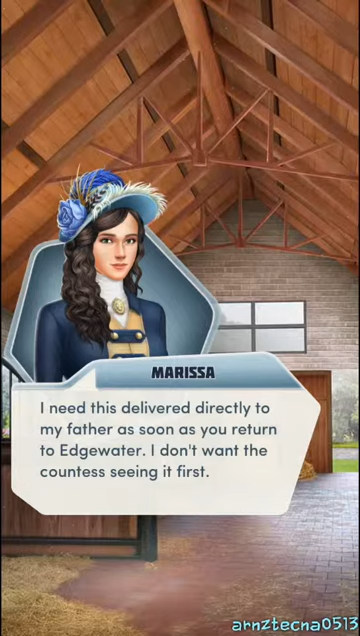 MARISSA
I need this delivered directly to
my father as soon as you return
to Edgewater. I don't want the
countess seeing it first.
arnztecna0513